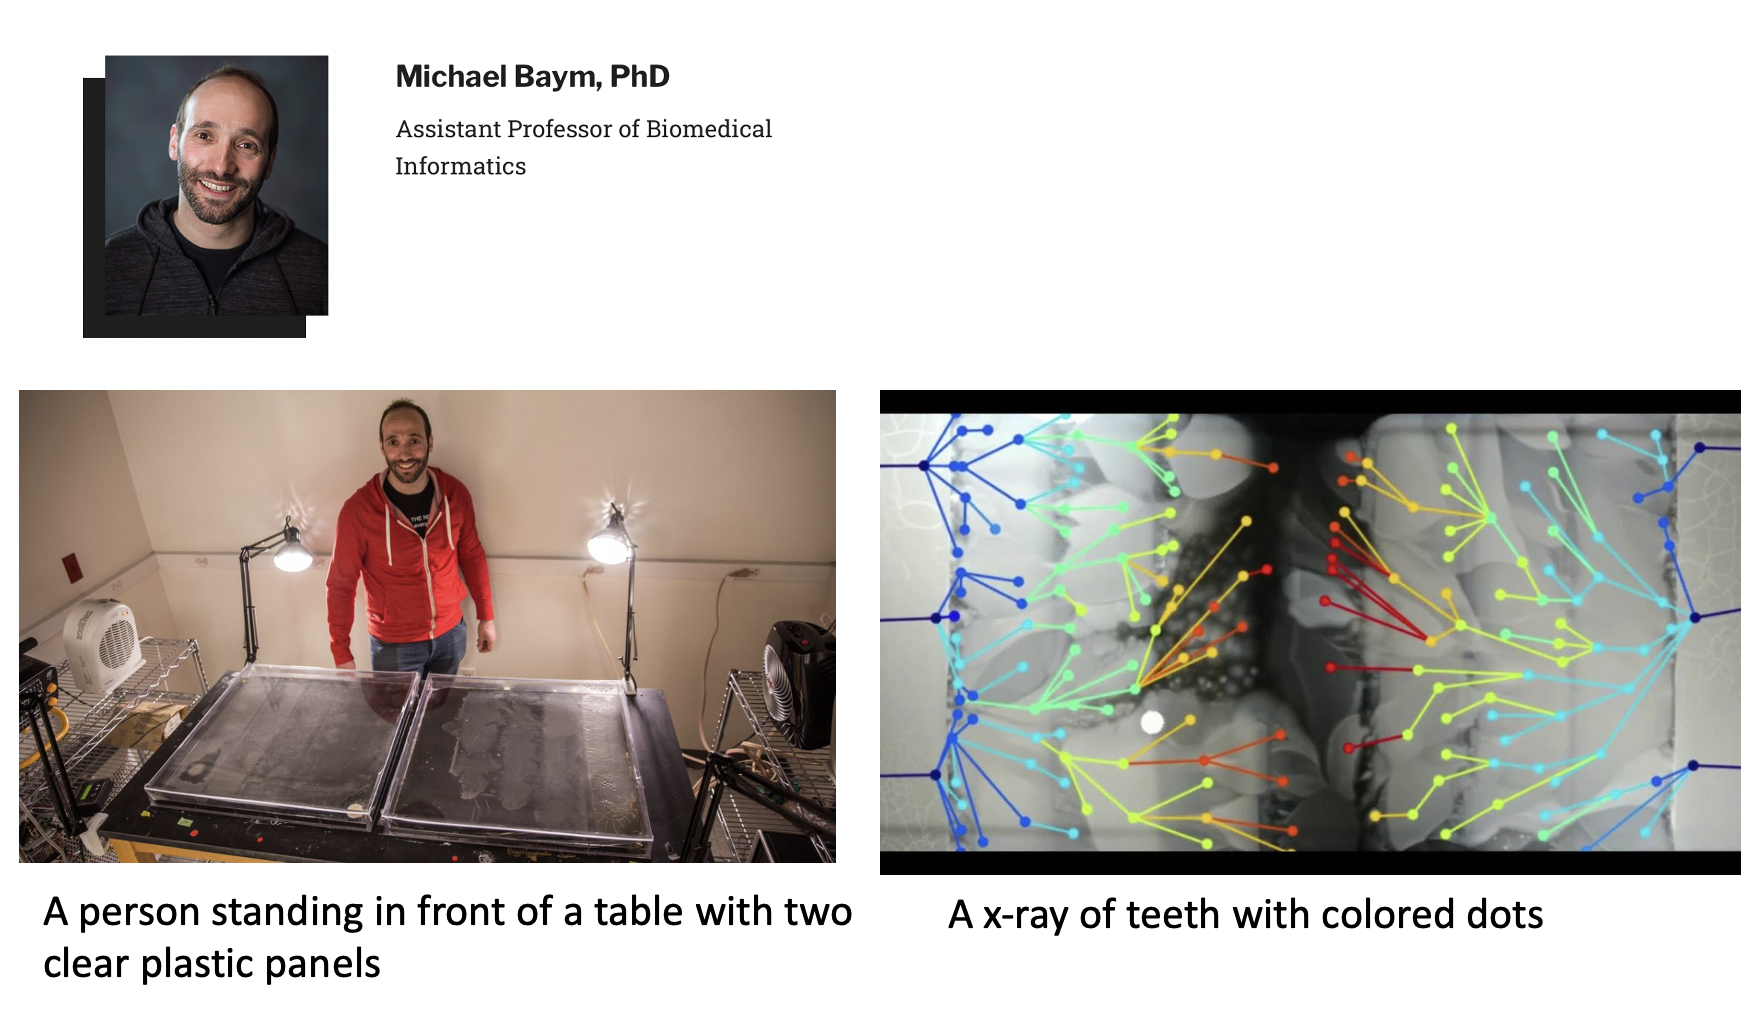 Michael Baym, PhD
Assistant Professor of Biomedical
Informatics
A person standing in front of a table with two
clear plastic panels
A x-ray of teeth with colored dots